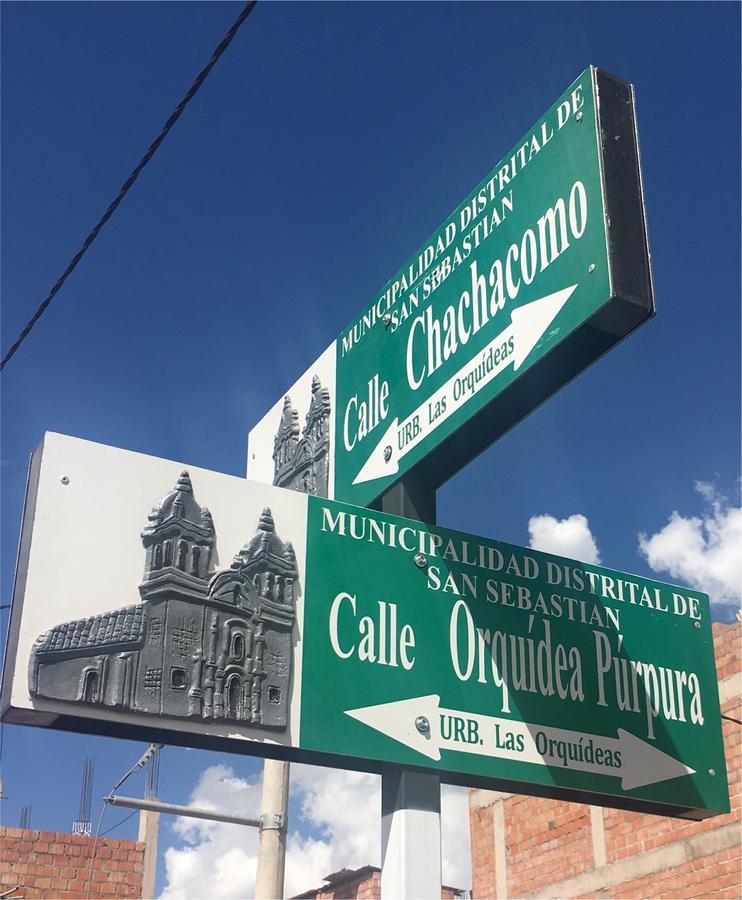 MUNICIPALIDAD DISTRITAL DE
SAN SEBASTIAN
Calle Chachacomo
URB. Las Orquídeas
MUNICIPALIDAD DISTRITAL DE
SAN SEBASTIAN
Calle Orquídea Púrpura
URB. Las Orquídeas